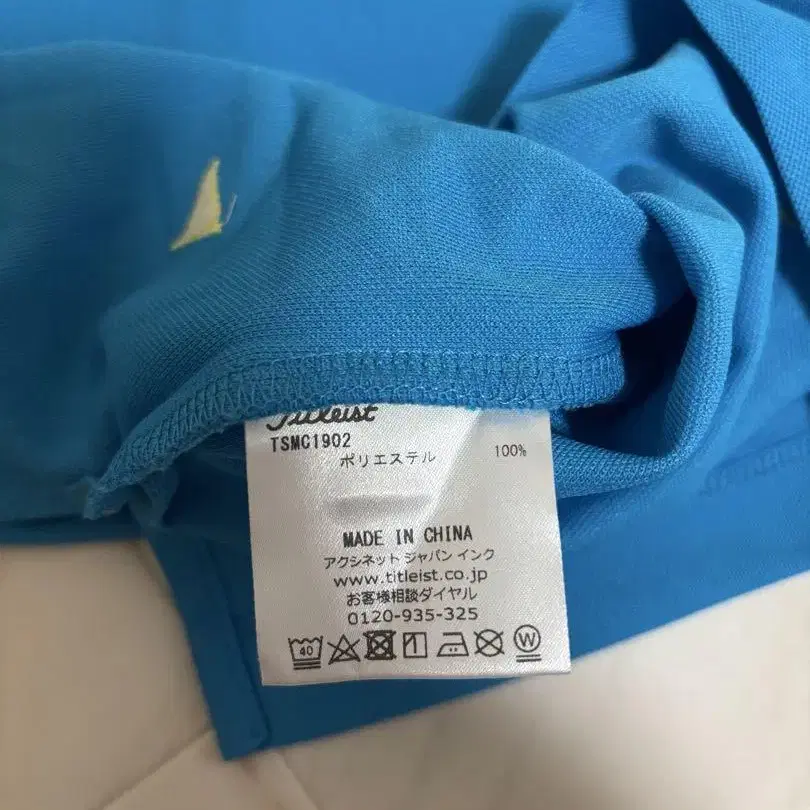 Titleist
TSMC1902
ポリエステル 100%
MADE IN CHINA
アクシネット ジャパン インク
www.titleist.co.jp
お客様相談ダイヤル
0120-935-325
40 W